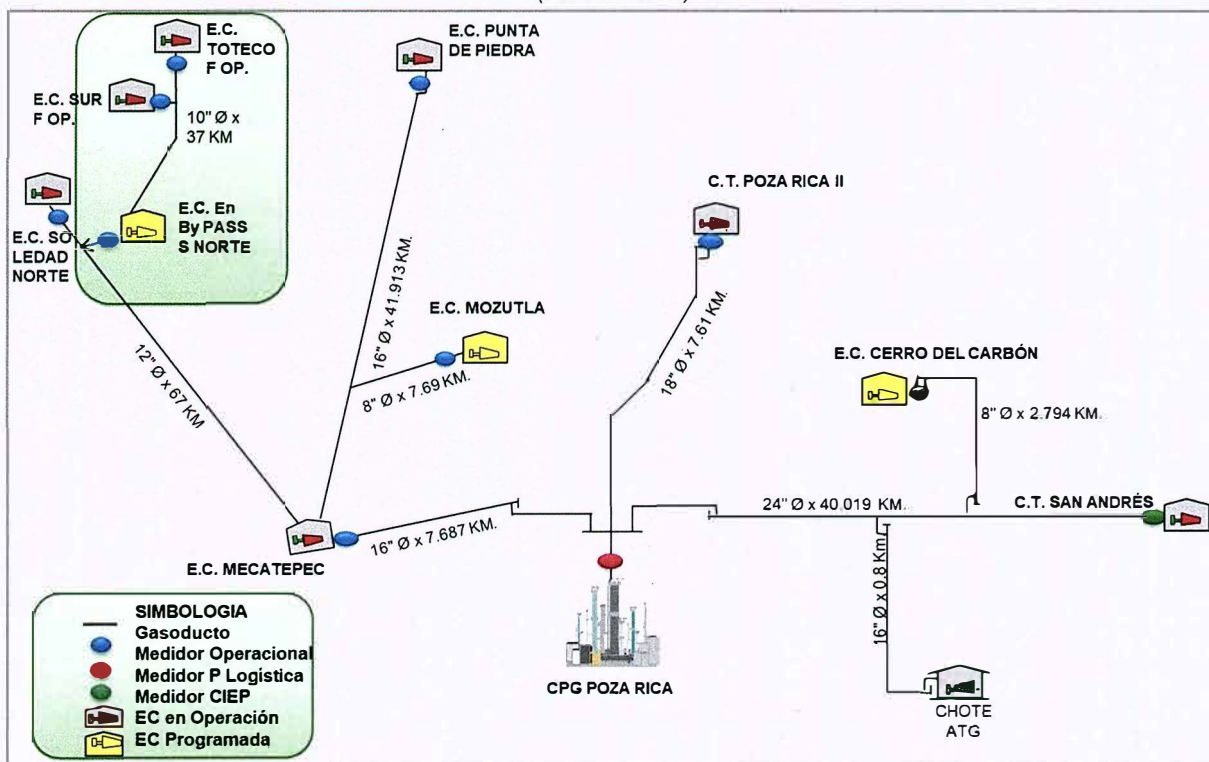 E.C.
TOTECO
F OP.
E.C. SUR
F OP.
10" Ø x
37 KM
E.C. PUNTA
DE PIEDRA
E.C. En
By PASS
S NORTE
E.C. SO
LEDAD
NORTE
C.T. POZA RICA II
16" Ø x 41.913 KM.
E.C. MOZUTLA
8" Ø x 7.69 KM.
12" Ø x 67 KM
18" Ø x 7.61 KM.
E.C. CERRO DEL CARBÓN
8" Ø x 2.794 KM.
24" Ø x 40.019 KM.
C.T. SAN ANDRÉS
16" Ø x 7.687 KM.
E.C. MECATEPEC
16" Ø x 0.8 Km
CPG POZA RICA
CHOTE
ATG
SIMBOLOGIA
Gasoducto
Medidor Operacional
Medidor P Logística
Medidor CIEP
EC en Operación
EC Programada